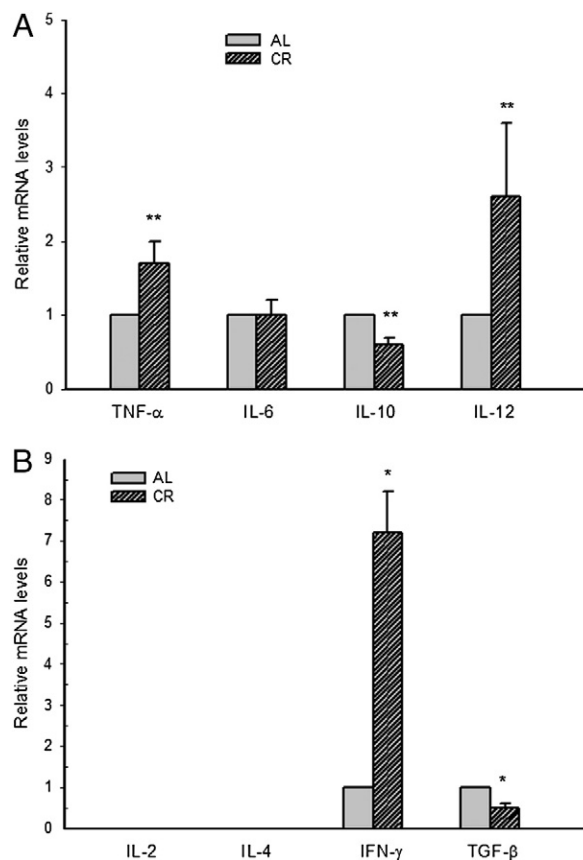 A
5
AL
CR
4
3
2
1
0
Relative mRNA levels
**
**
**
TNF-α IL-6 IL-10 IL-12
B
9
AL
CR
8
7
6
5
4
3
2
1
0
Relative mRNA levels
*
*
IL-2 IL-4 IFN-γ TGF-β